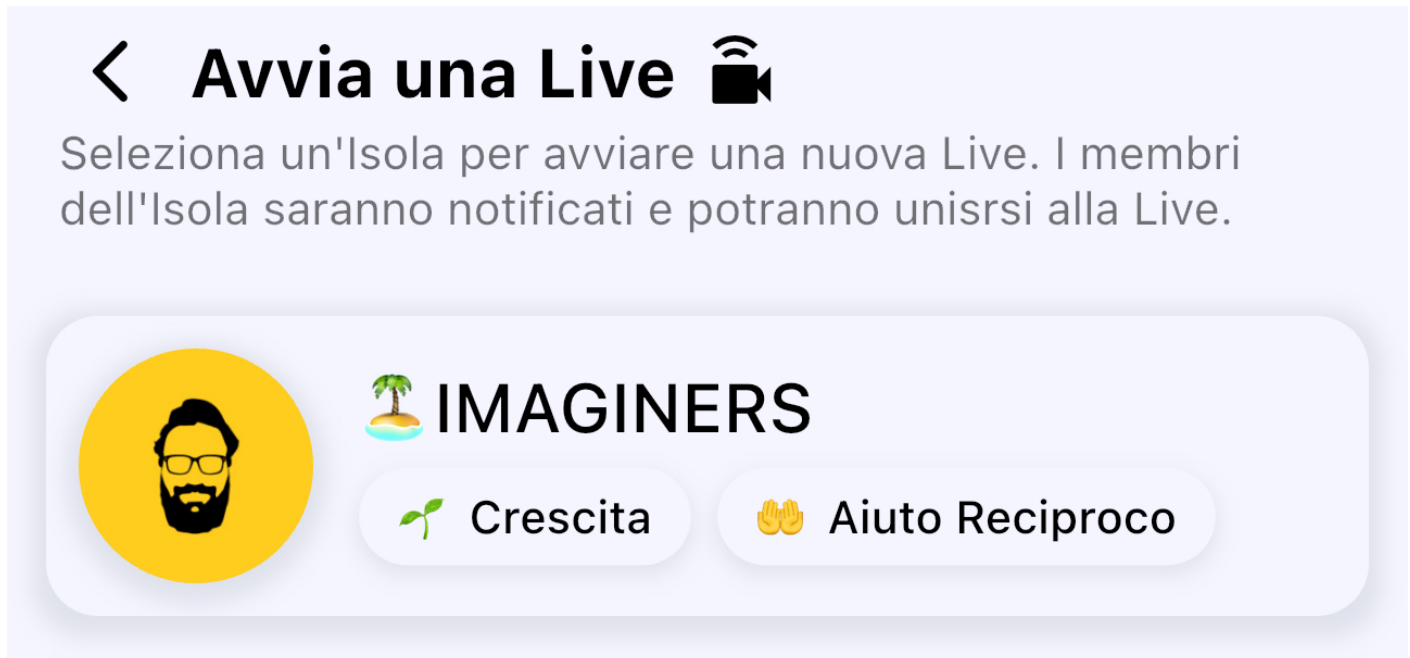 Avvia una Live
Seleziona un'Isola per avviare una nuova Live. I membri
dell'Isola saranno notificati e potranno unisrsi alla Live.
🏝️IMAGINERS
🌱 Crescita 🤲 Aiuto Reciproco